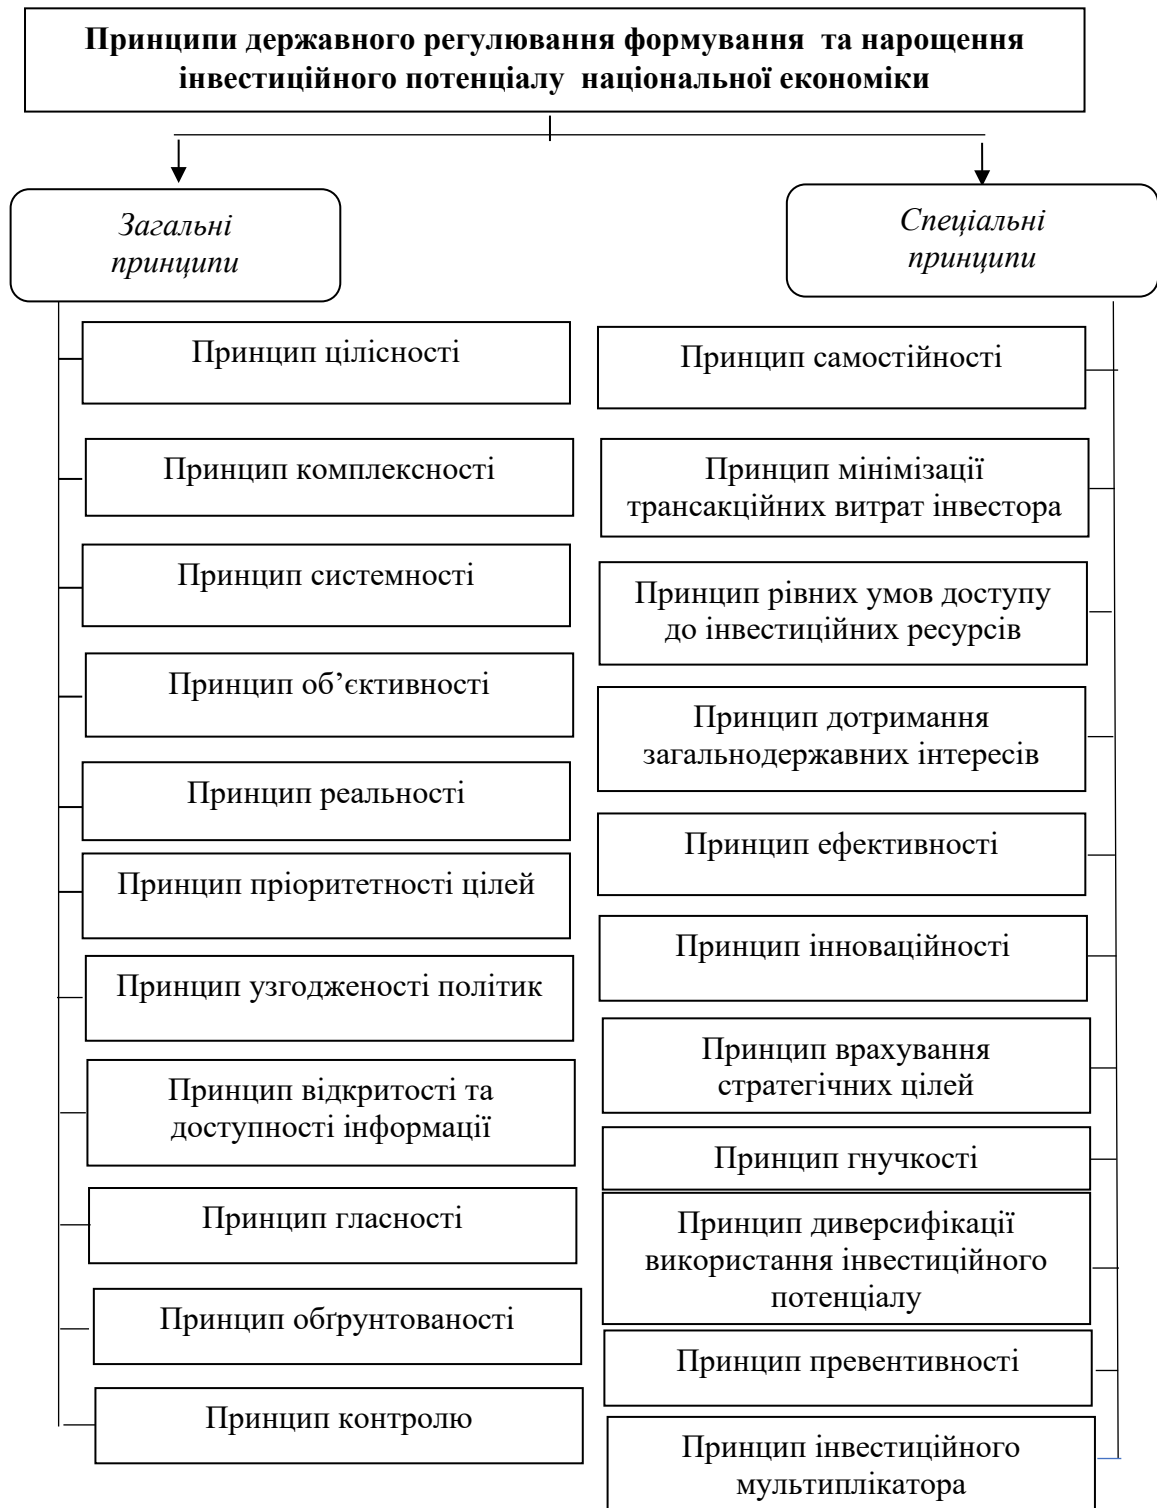 Принципи державного регулювання формування та нарощення
інвестиційного потенціалу національної економіки
Загальні
принципи
Принцип цілісності
Принцип комплексності
Принцип системності
Принцип об’єктивності
Принцип реальності
Принцип пріоритетності цілей
Принцип узгодженості політик
Принцип відкритості та
доступності інформації
Принцип гласності
Принцип обґрунтованості
Принцип контролю
Спеціальні
принципи
Принцип самостійності
Принцип мінімізації
трансакційних витрат інвестора
Принцип рівних умов доступу
до інвестиційних ресурсів
Принцип дотримання
загальнодержавних інтересів
Принцип ефективності
Принцип інноваційності
Принцип врахування
стратегічних цілей
Принцип гнучкості
Принцип диверсифікації
використання інвестиційного
потенціалу
Принцип превентивності
Принцип інвестиційного
мультиплікатора